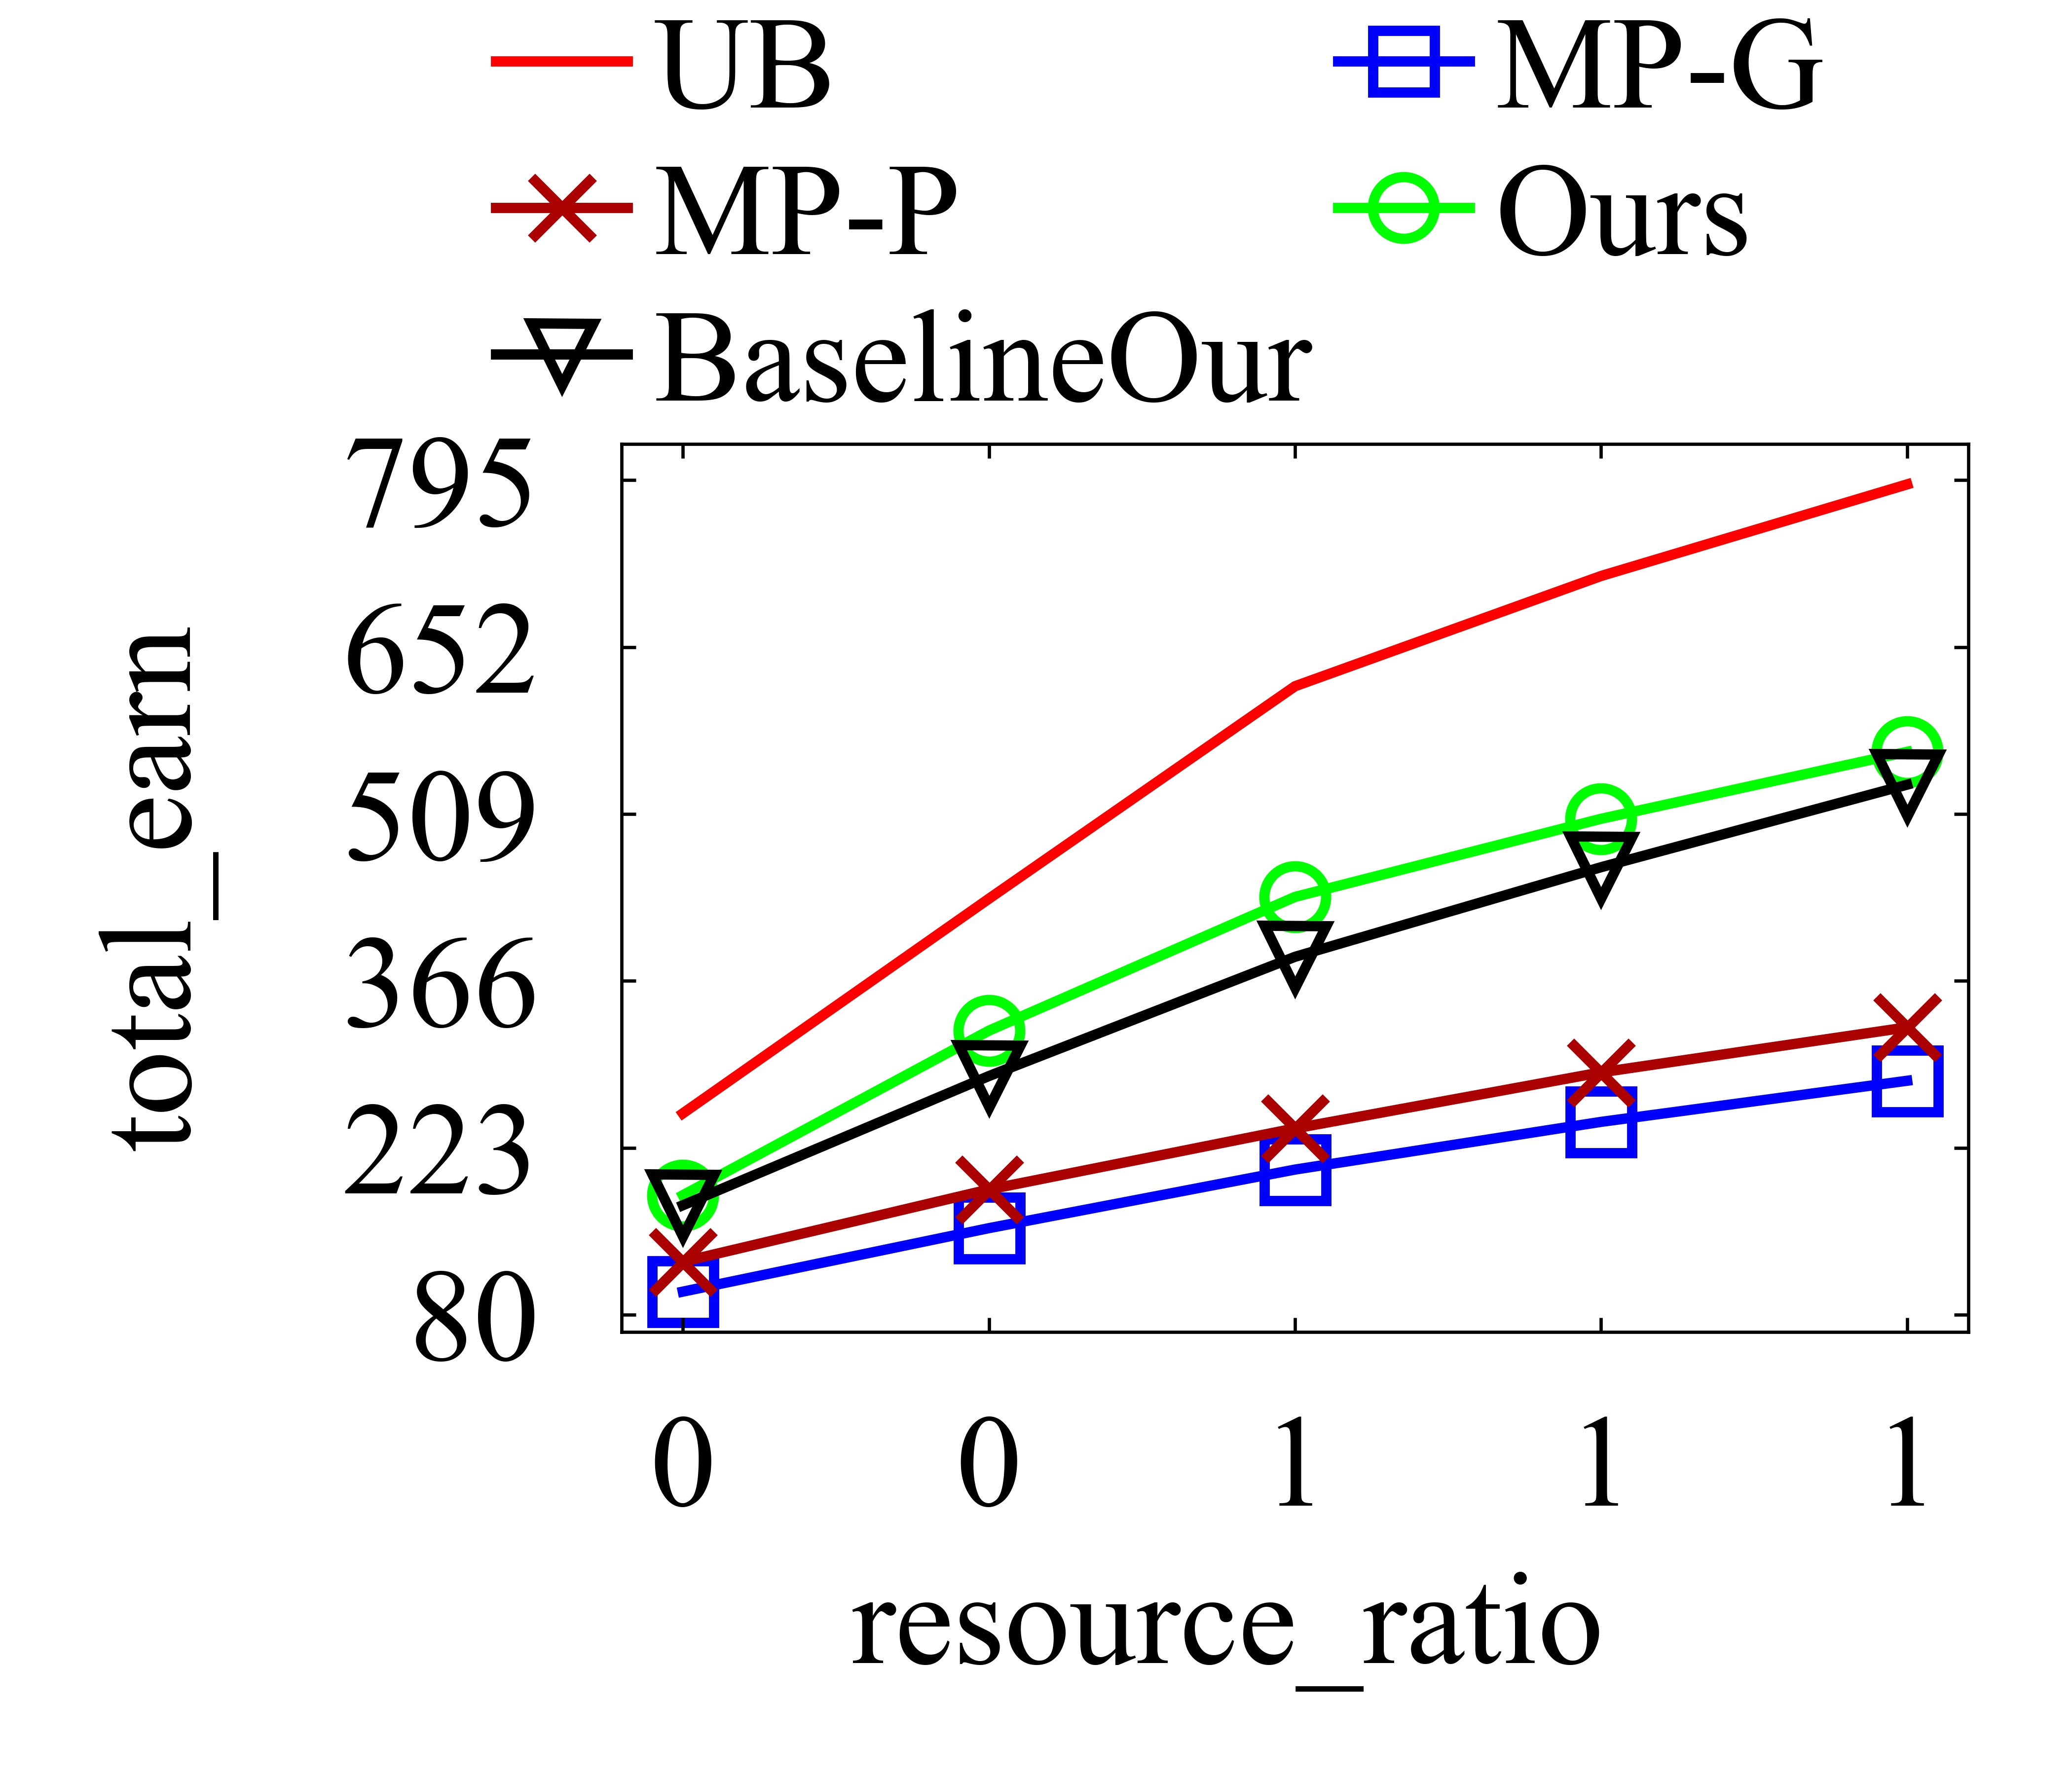 UB
MP-G
MP-P
Ours
BaselineOur
795
652
509
366
223
80
total_earn
0 0 1 1 1
resource_ratio